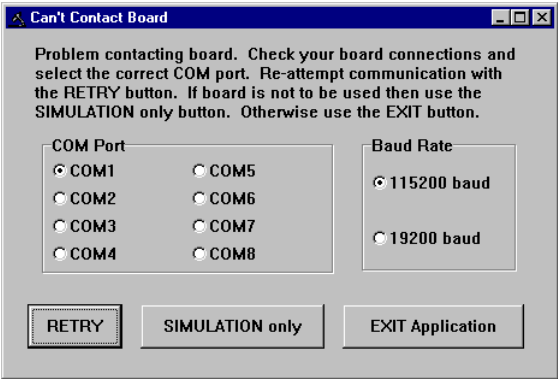 Can't Contact Board
Problem contacting board.  Check your board connections and
select the correct COM port.  Re-attempt communication with
the RETRY button.  If board is not to be used then use the
SIMULATION only button.  Otherwise use the EXIT button.
COM Port
COM1
COM2
COM3
COM4
COM5
COM6
COM7
COM8
Baud Rate
115200 baud
19200 baud
RETRY
SIMULATION only
EXIT Application